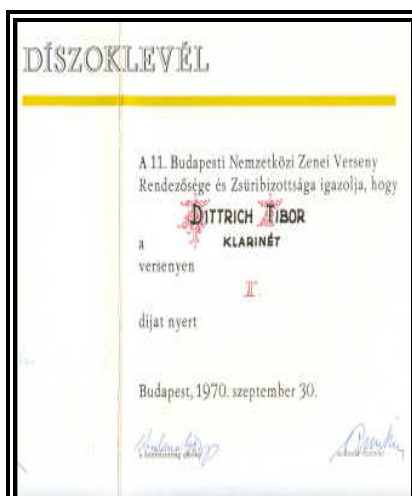 DÍSZOKLEVÉL
A 11. Budapesti Nemzetközi Zenei Verseny
Rendezősége és Zsüribizottsága igazolja, hogy
DITTRICH TIBOR
a KLARINÉT
versenyen
II.
díjat nyert
Budapest, 1970. szeptember 30.